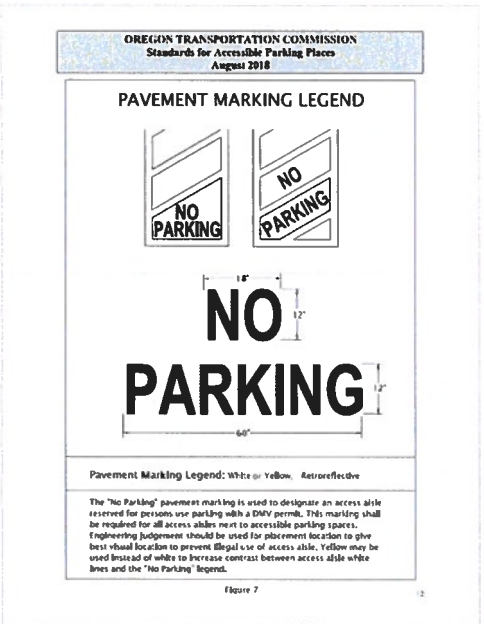 OREGON TRANSPORTATION COMMISSION
Standards for Accessible Parking Places
August 2018
PAVEMENT MARKING LEGEND
NO
PARKING
NO
PARKING
18"
NO
12"
PARKING
12"
60"
Pavement Marking Legend: White or Yellow, Retroreflective
The "No Parking" pavement marking is used to designate an access aisle
reserved for persons use parking with a DMV permit. This marking shall
be required for all access aisles next to accessible parking spaces.
Engineering judgement should be used for placement location to give
best visual location to prevent illegal use of access aisle. Yellow may be
used instead of white to increase contrast between access aisle white
lines and the "No Parking" legend.
Figure 7
12